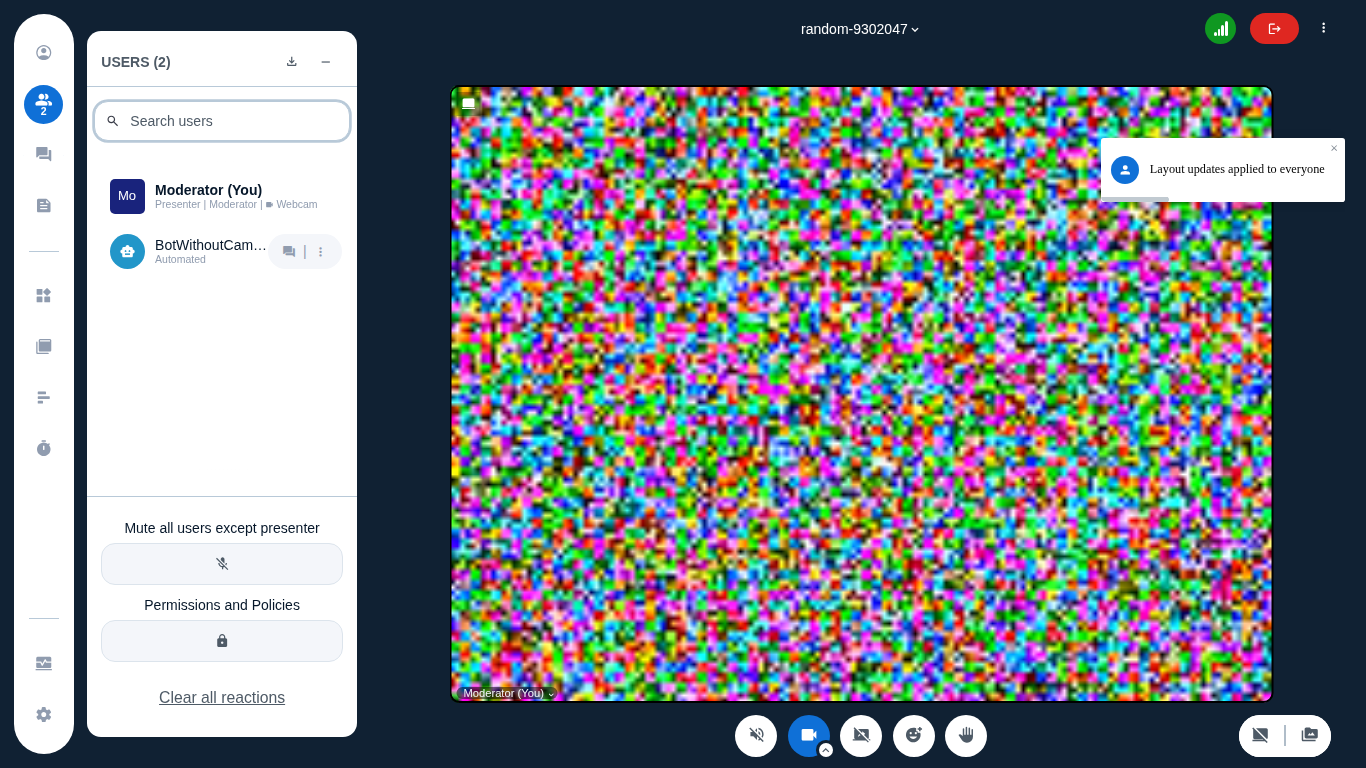 random-9302047
USERS (2)
2
Search users
Mo
Moderator (You)
Presenter | Moderator | Webcam
BotWithoutCam…
Automated
Layout updates applied to everyone
Mute all users except presenter
Permissions and Policies
Clear all reactions
Moderator (You)